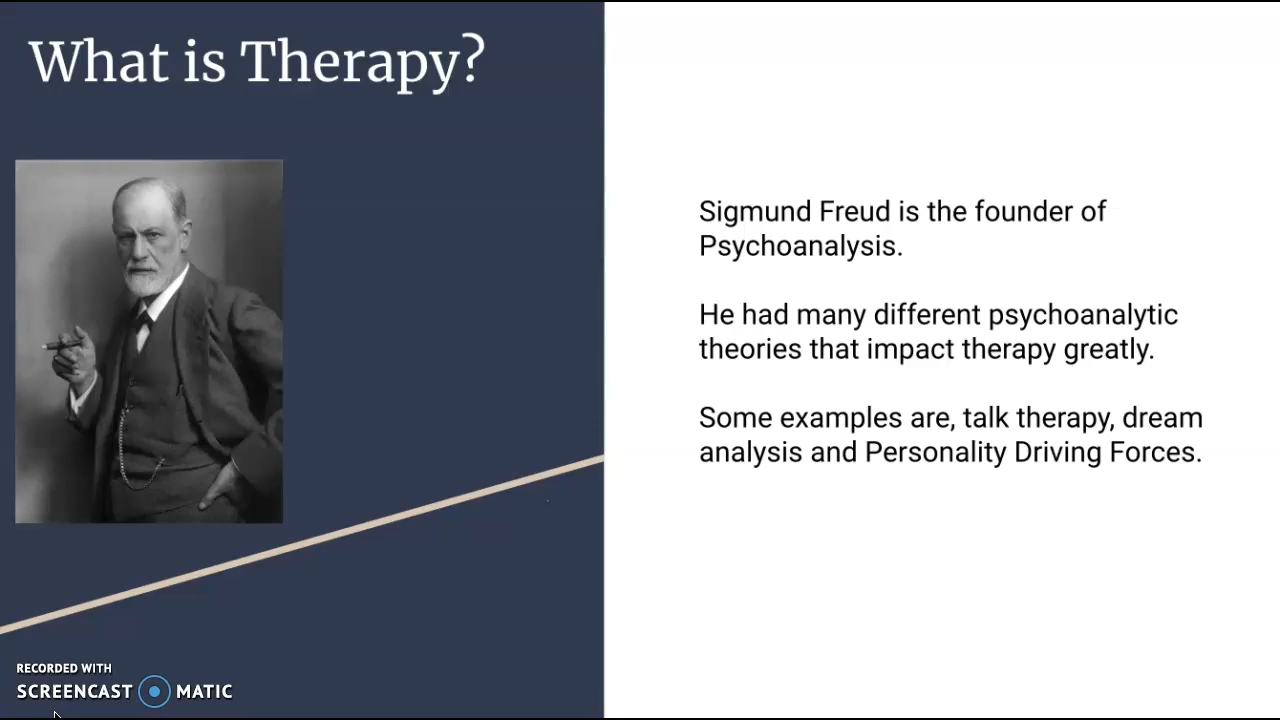 What is Therapy?
Sigmund Freud is the founder of
Psychoanalysis.
He had many different psychoanalytic
theories that impact therapy greatly.
Some examples are, talk therapy, dream
analysis and Personality Driving Forces.
RECORDED WITH
SCREENCAST MATIC